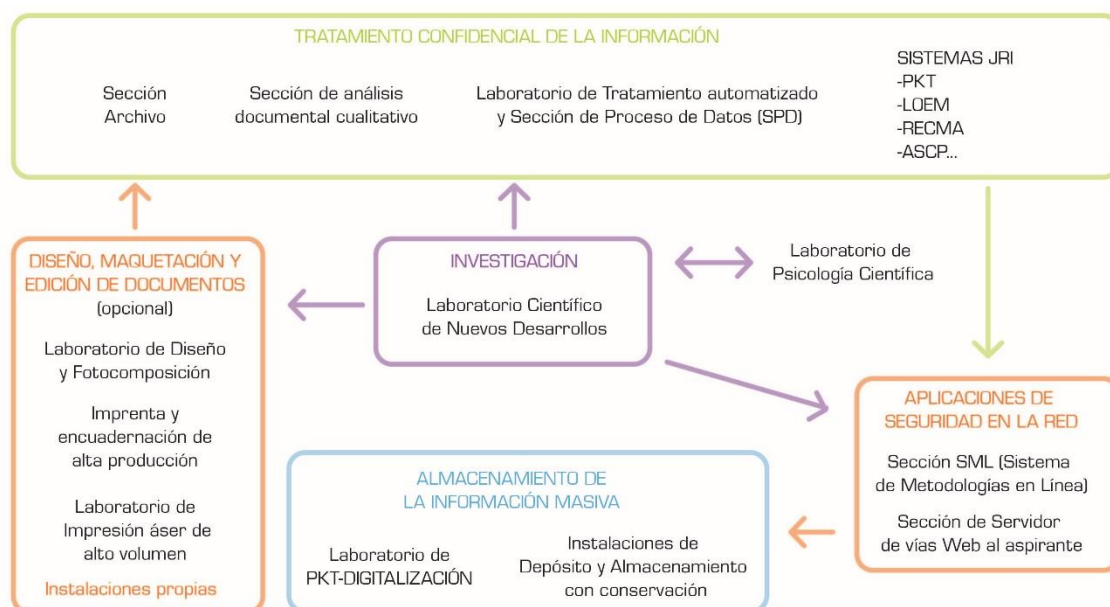 TRATAMIENTO CONFIDENCIAL DE LA INFORMACIÓN
Sección
Archivo
Sección de análisis
documental cualitativo
Laboratorio de Tratamiento automatizado
y Sección de Proceso de Datos (SPD)
SISTEMAS JRI
-PKT
-LOEM
-RECMA
-ASCP...
DISEÑO, MAQUETACIÓN Y
EDICIÓN DE DOCUMENTOS
(opcional)
Laboratorio de Diseño
y Fotocomposición
Imprenta y
encuadernación de
alta producción
Laboratorio de
Impresión áser de
alto volumen
Instalaciones propias
INVESTIGACIÓN
Laboratorio Científico
de Nuevos Desarrollos
Laboratorio de
Psicología Científica
APLICACIONES DE
SEGURIDAD EN LA RED
Sección SML (Sistema
de Metodologías en Línea)
Sección de Servidor
de vías Web al aspirante
ALMACENAMIENTO DE
LA INFORMACIÓN MASIVA
Laboratorio de
PKT-DIGITALIZACIÓN
Instalaciones de
Depósito y Almacenamiento
con conservación